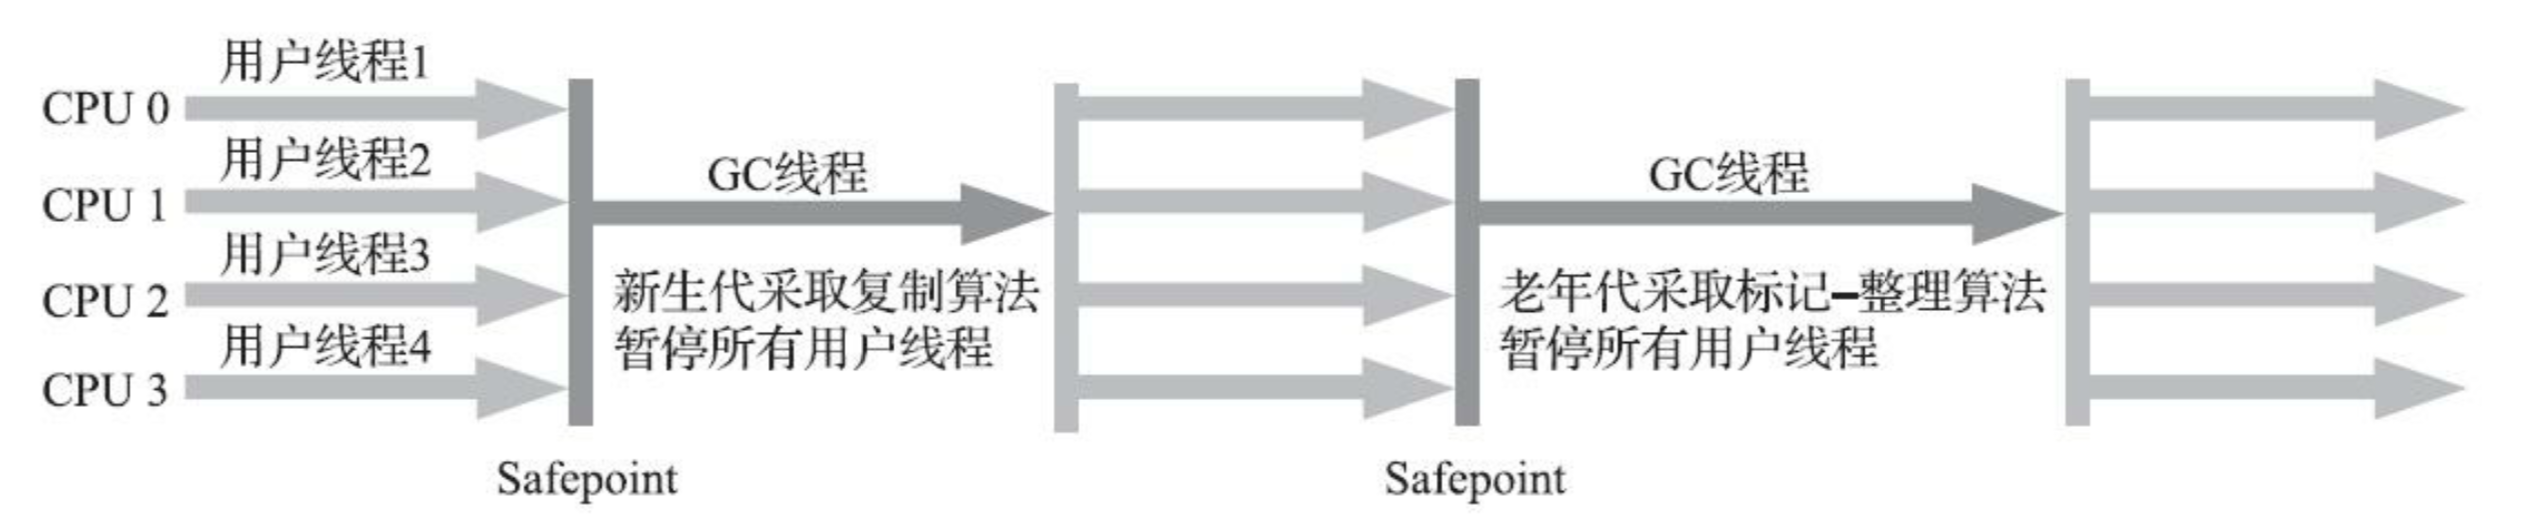 用户线程1
CPU 0
用户线程2
CPU 1
用户线程3
CPU 2
用户线程4
CPU 3
GC线程
新生代采取复制算法
暂停所有用户线程
Safepoint
GC线程
老年代采取标记–整理算法
暂停所有用户线程
Safepoint